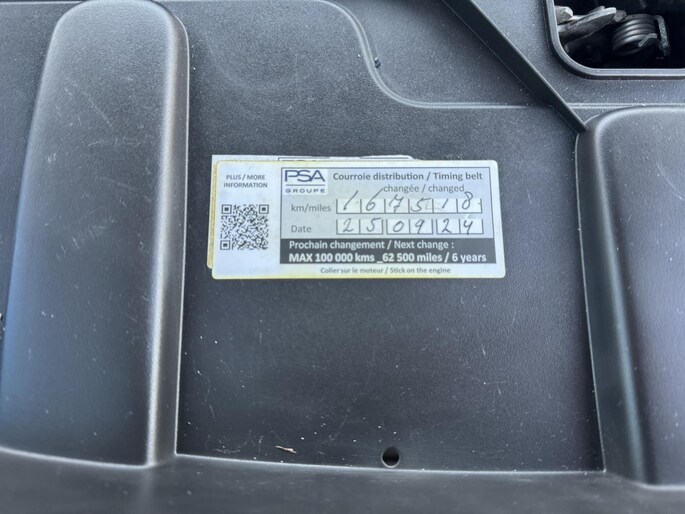 PLUS / MORE
INFORMATION
PSA
GROUPE
Courroie distribution / Timing belt
changée / changed
km/miles 167518
Date 250924
Prochain changement / Next change :
MAX 100 000 kms _62 500 miles / 6 years
Coller sur le moteur / Stick on the engine